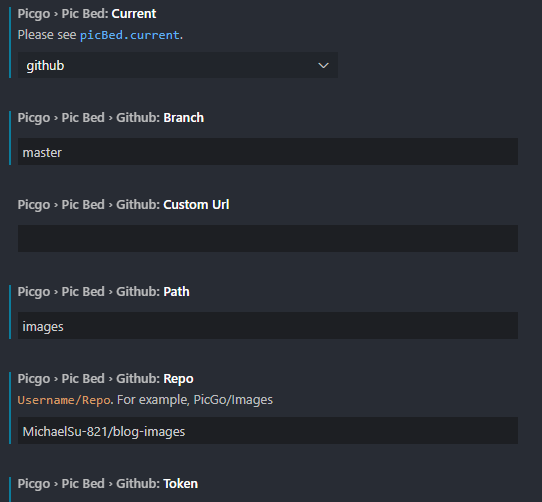 Picgo › Pic Bed: Current
Please see picBed.current.
github
Picgo › Pic Bed › Github: Branch
master
Picgo › Pic Bed › Github: Custom Url
Picgo › Pic Bed › Github: Path
images
Picgo › Pic Bed › Github: Repo
Username/Repo. For example, PicGo/Images
MichaelSu-821/blog-images
Picgo › Pic Bed › Github: Token